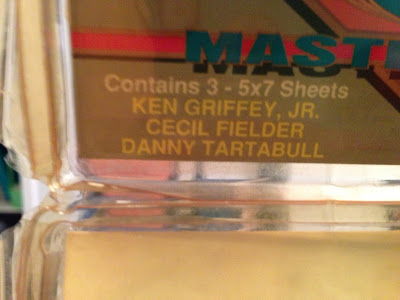 MAST
Contains 3 - 5x7 Sheets
KEN GRIFFEY, JR.
CECIL FIELDER
DANNY TARTABULL